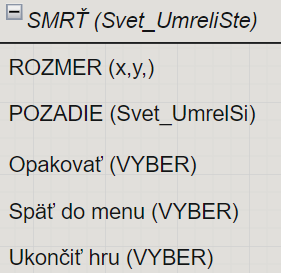 SMRŤ (Svet_UmreliSte)
ROZMER (x,y,)
POZADIE (Svet_UmrelSi)
Opakovať (VYBER)
Späť do menu (VYBER)
Ukončiť hru (VYBER)